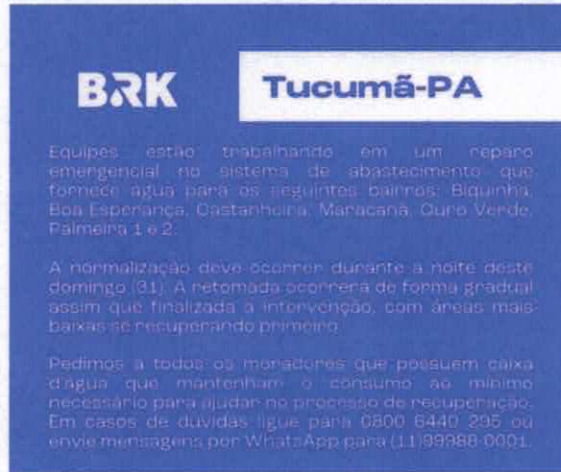 BRK
Tucumã-PA
Equipes estão trabalhando em um reparo
emergencial no sistema de abastecimento que
fornece água para os seguintes bairros: Biquinha,
Boa Esperança, Castanheira, Maracanã, Ouro Verde,
Palmeira 1 e 2.
A normalização deve ocorrer durante a noite deste
domingo (31). A retomada ocorrerá de forma gradual
assim que finalizada a intervenção, com áreas mais
baixas se recuperando primeiro.
Pedimos a todos os moradores que possuem caixa
d'água que mantenham o consumo ao mínimo
necessário para ajudar no processo de recuperação.
Em casos de dúvidas ligue para 0800 6440 295 ou
envie mensagens por WhatsApp para (11)99988-0001.